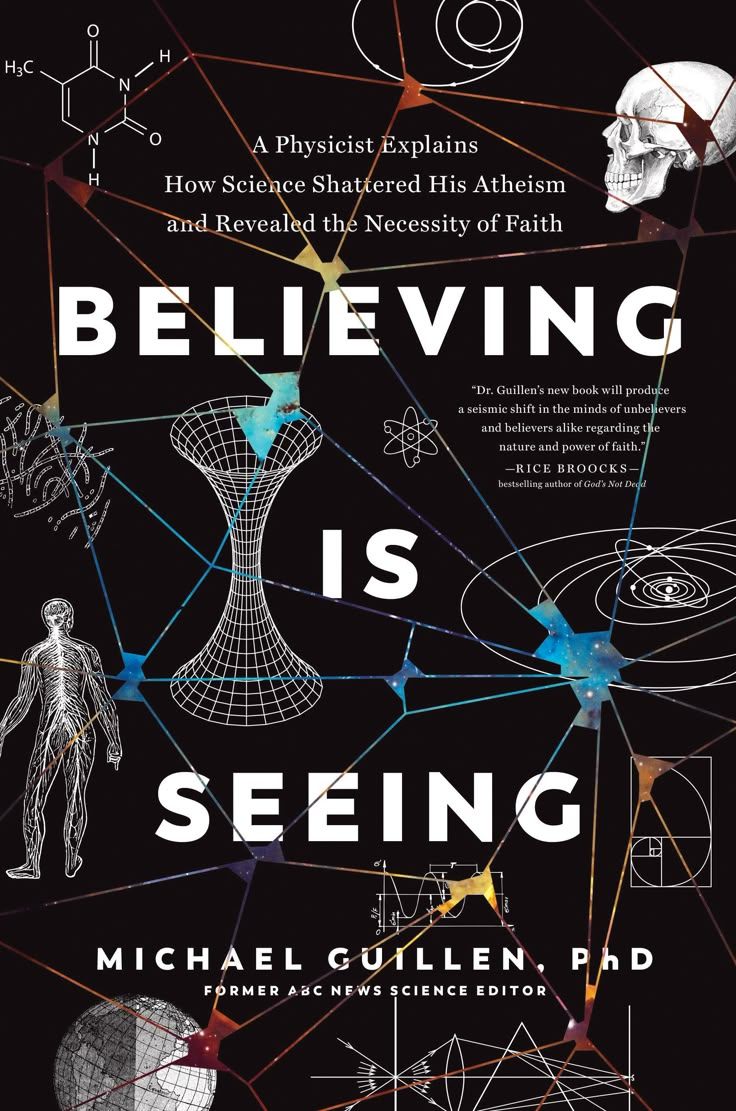 O
H
H₃C
N
N
O
H
A Physicist Explains
How Science Shattered His Atheism
and Revealed the Necessity of Faith
BELIEVING
“Dr. Guillen’s new book will produce
a seismic shift in the minds of unbelievers
and believers alike regarding the
nature and power of faith.”
—RICE BROOCKS—
bestselling author of God’s Not Dead
IS
SEEING
MICHAEL GUILLEN, PhD
FORMER ABC NEWS SCIENCE EDITOR